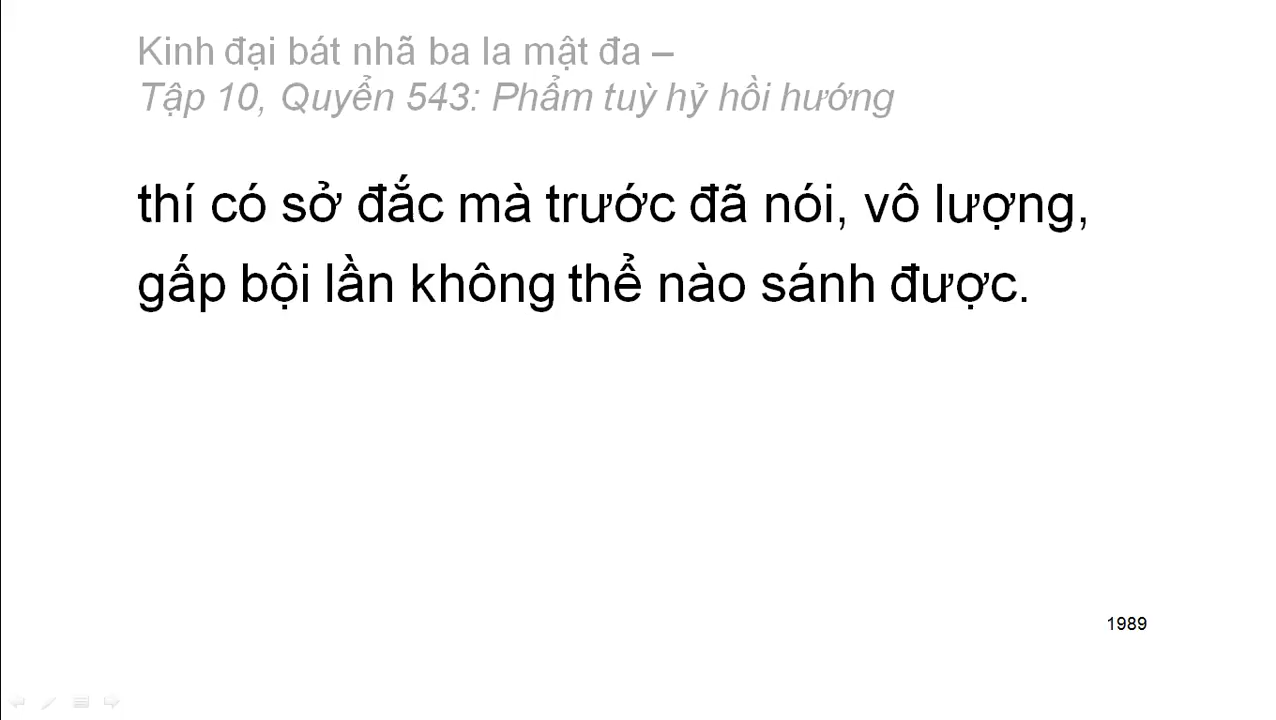 Kinh đại bát nhã ba la mật đa –
Tập 10, Quyển 543: Phẩm tuỳ hỷ hồi hướng
thí có sở đắc mà trước đã nói, vô lượng,
gấp bội lần không thể nào sánh được.
1989